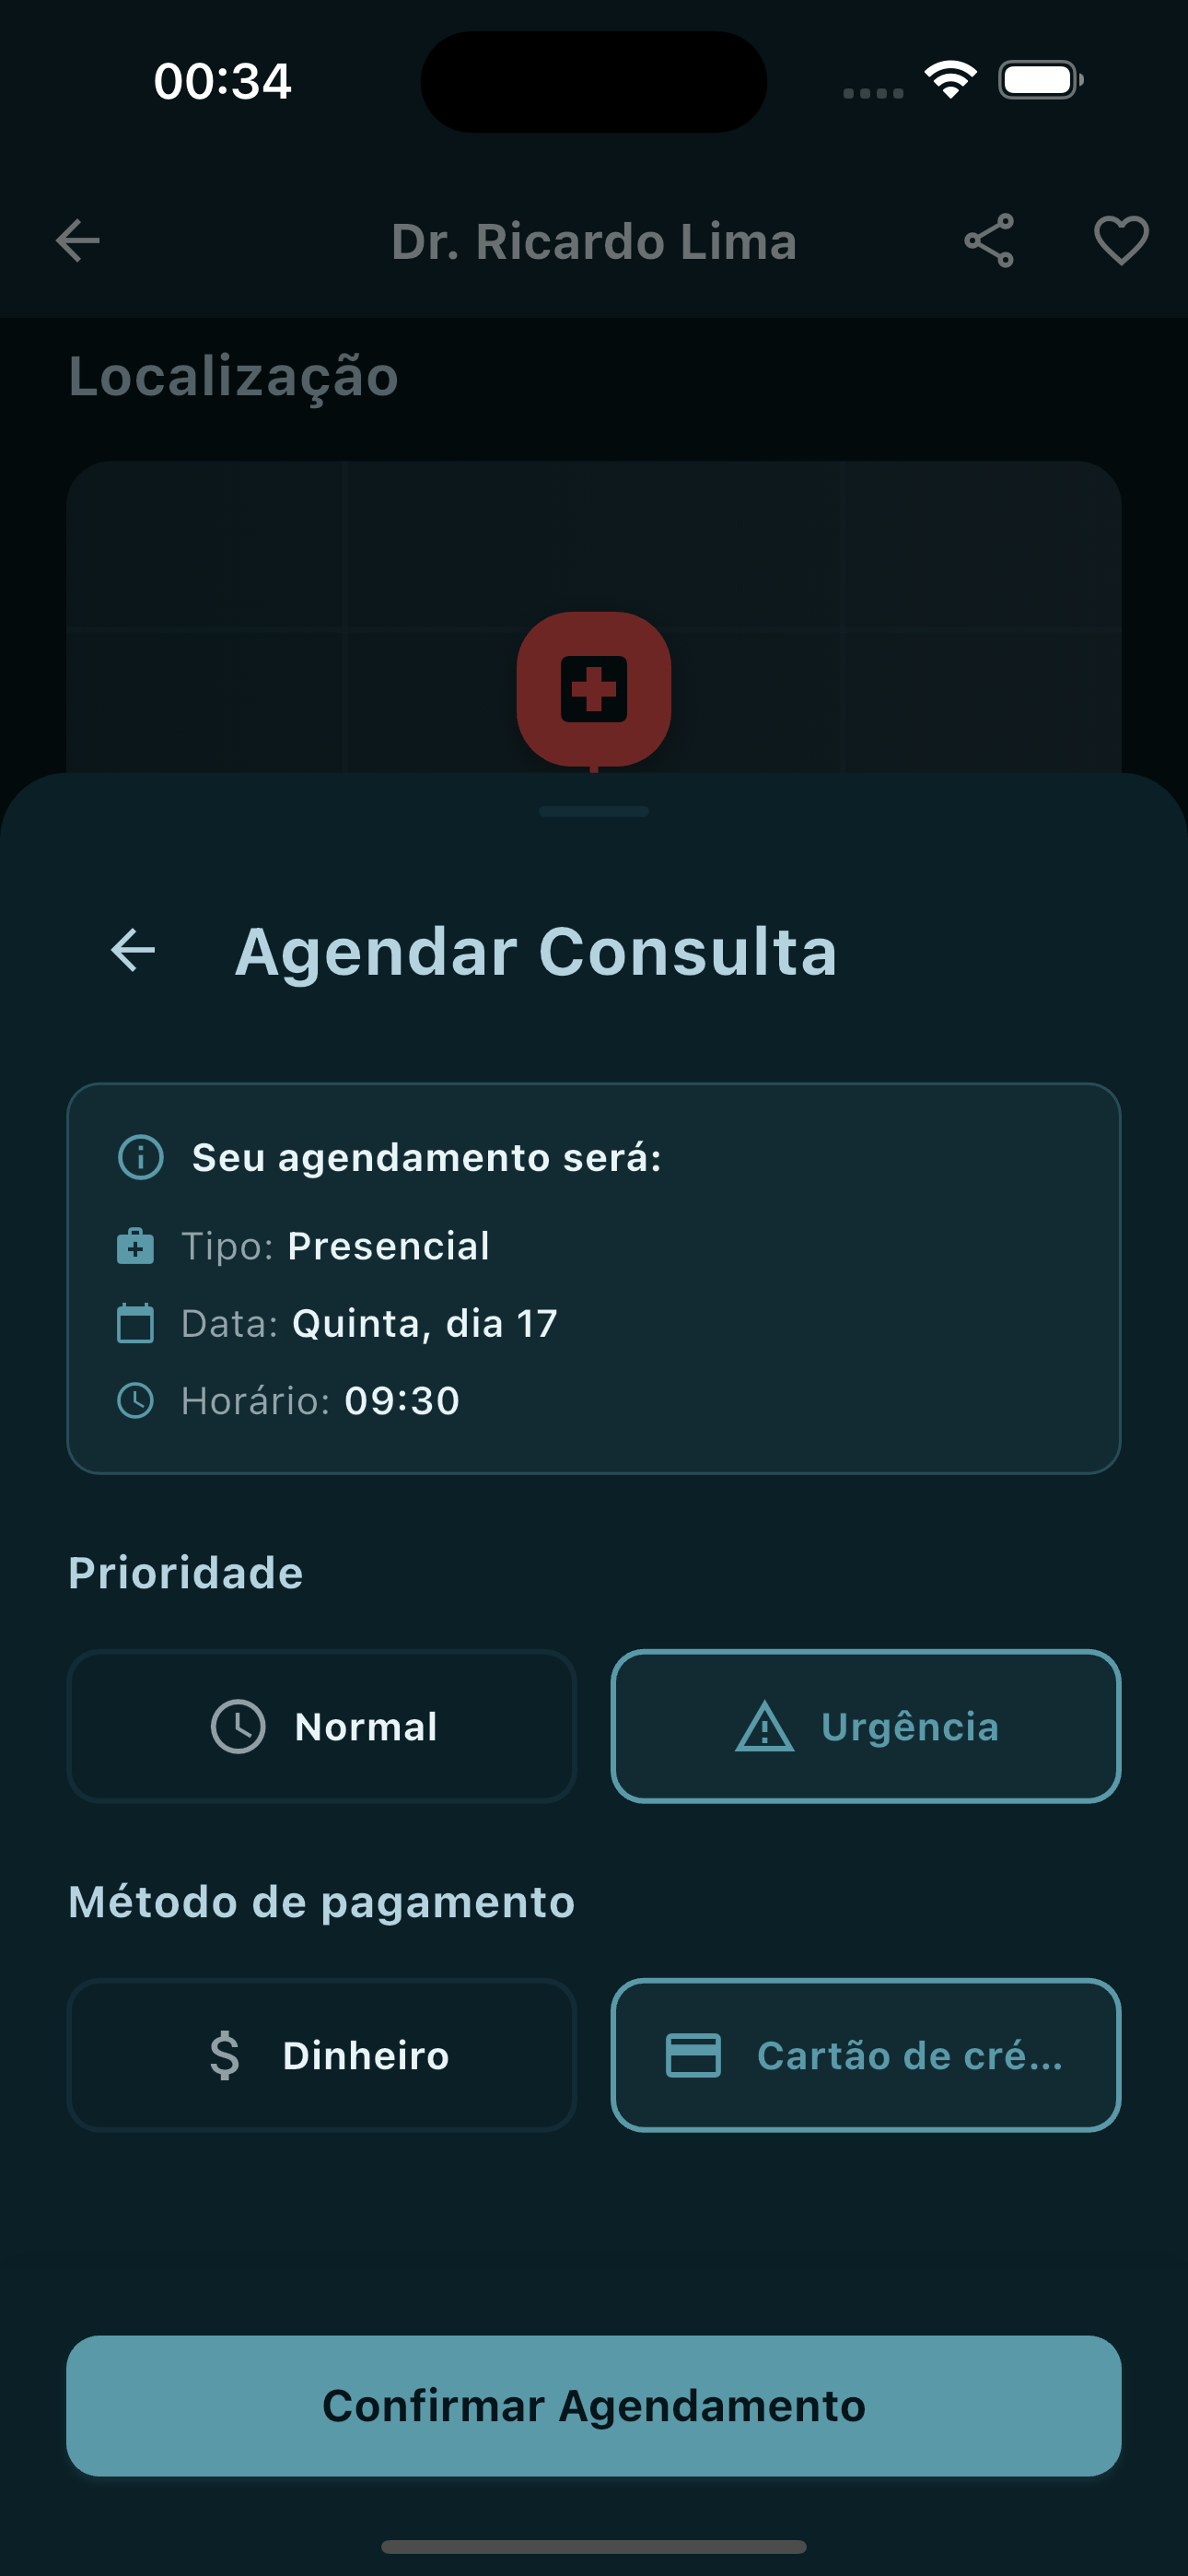 00:34
Dr. Ricardo Lima
Localização
Agendar Consulta
Seu agendamento será:
Tipo: Presencial
Data: Quinta, dia 17
Horário: 09:30
Prioridade
Normal
Urgência
Método de pagamento
Dinheiro
Cartão de cré...
Confirmar Agendamento